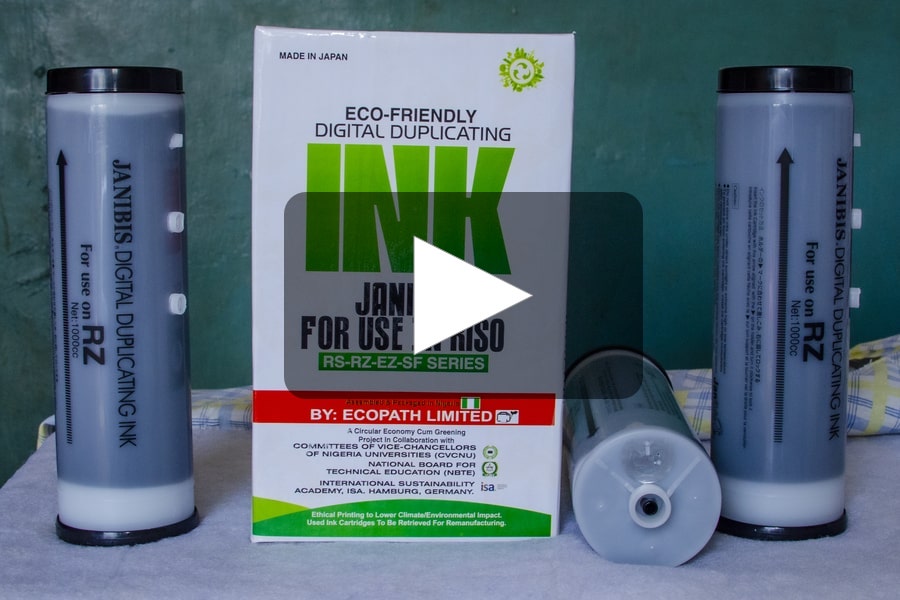 MADE IN JAPAN
ECO-FRIENDLY
DIGITAL DUPLICATING
INK
FOR USE RISO
RS-RZ-EZ-SF SERIES
BY: ECOPATH LIMITED
A Circular Economy Cum Greening
Project In Collaboration with
COMMITTEES OF VICE-CHANCELLORS
OF NIGERIA UNIVERSITIES (CVCNU)
NATIONAL BOARD FOR
TECHNICAL EDUCATION (NBTE)
INTERNATIONAL SUSTAINABILITY
ACADEMY, ISA. HAMBURG, GERMANY.
isa
Ethical Printing to Lower Climate/Environmental Impact.
Used Ink Cartridges To Be Retrieved For Remanufacturing.
JANIBIS DIGITAL DUPLICATING INK
For use on RZ
Net:1000cc
JANIBIS DIGITAL DUPLICATING INK
For use on RZ
Net:1000cc